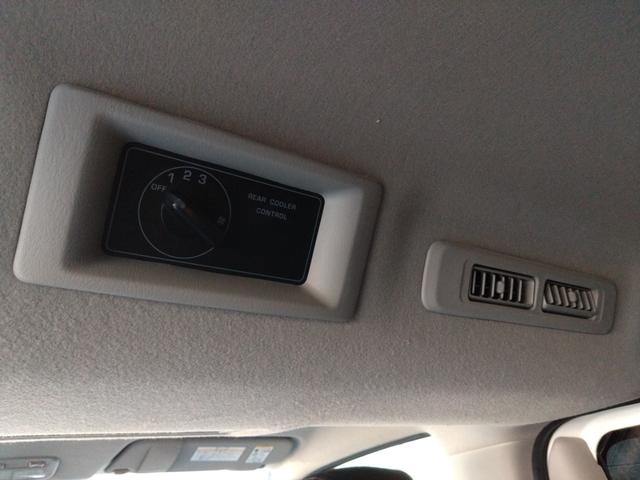 OFF 1 2 3
REAR COOLER
CONTROL